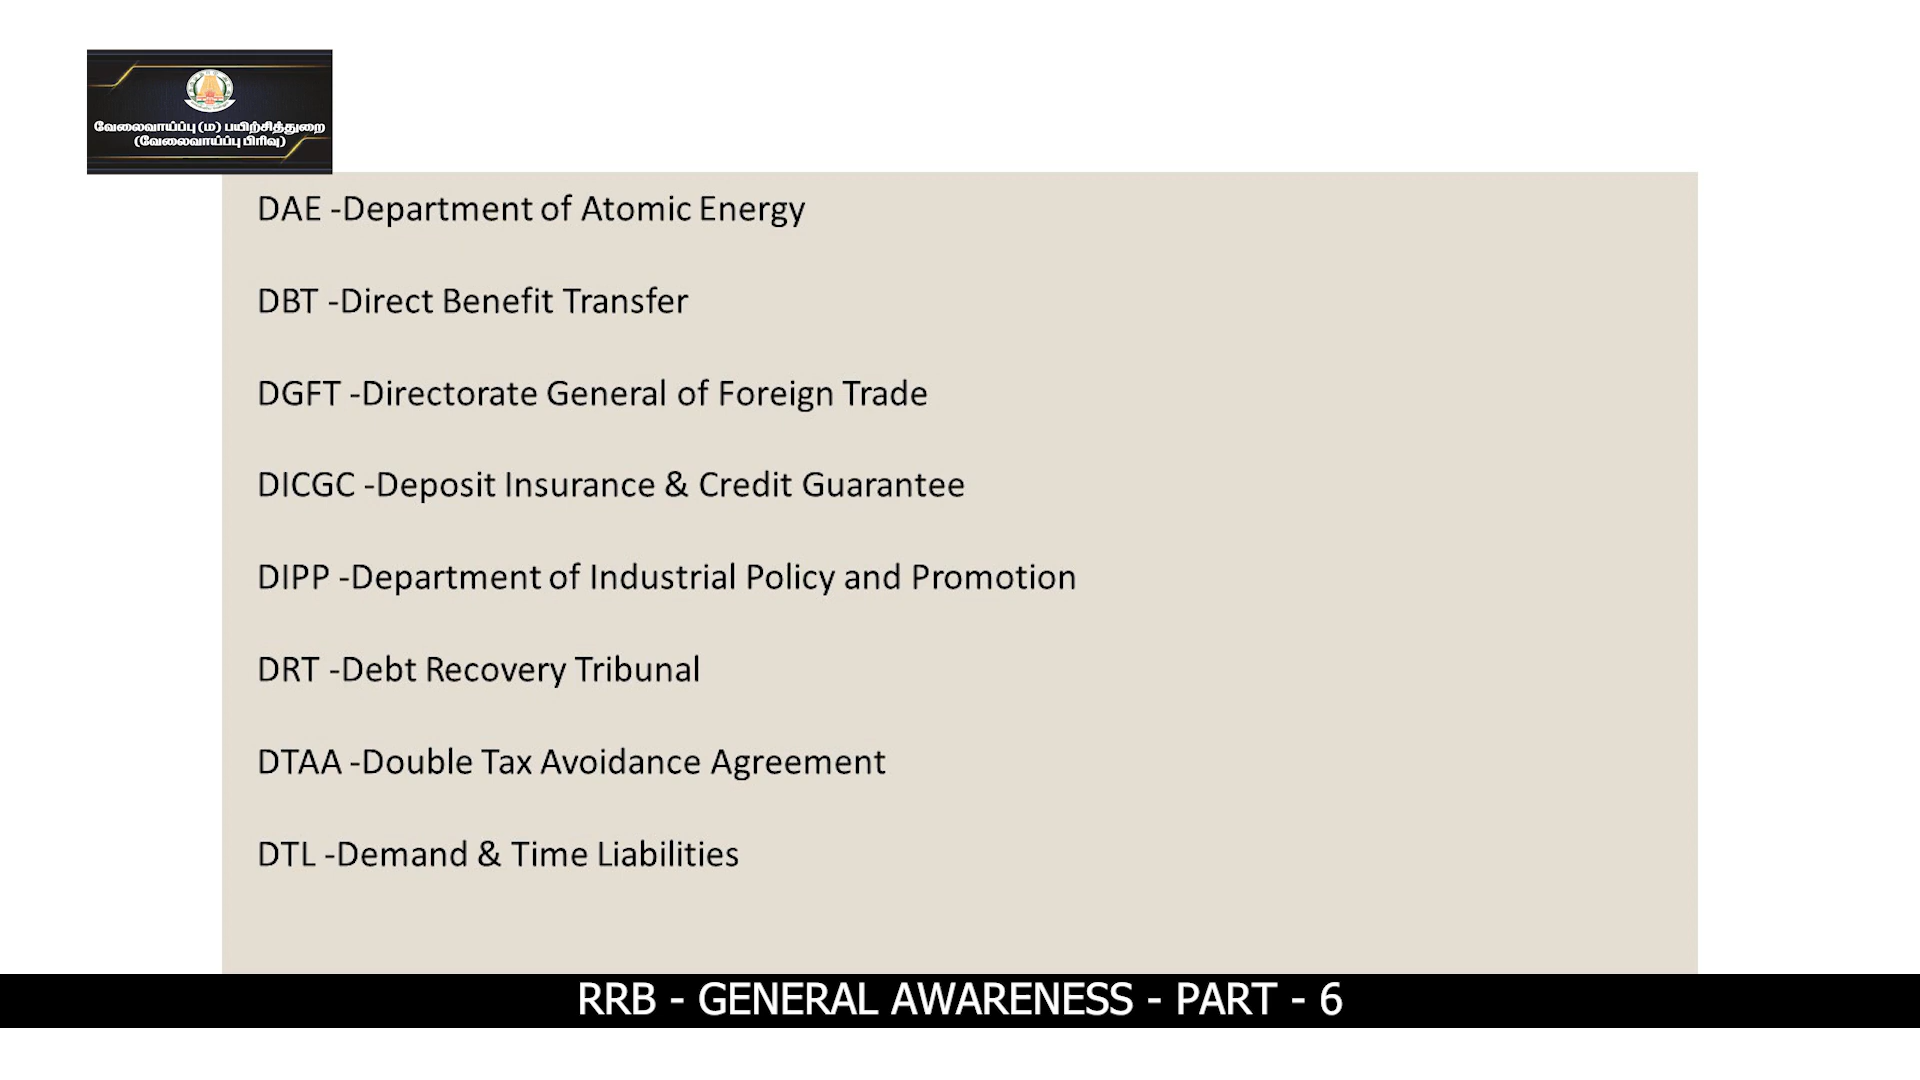 வேலைவாய்ப்பு (ம) பயிற்சித்துறை
(வேலைவாய்ப்பு பிரிவு)
DAE -Department of Atomic Energy
DBT -Direct Benefit Transfer
DGFT -Directorate General of Foreign Trade
DICGC -Deposit Insurance & Credit Guarantee
DIPP -Department of Industrial Policy and Promotion
DRT -Debt Recovery Tribunal
DTAA -Double Tax Avoidance Agreement
DTL -Demand & Time Liabilities
RRB - GENERAL AWARENESS - PART - 6